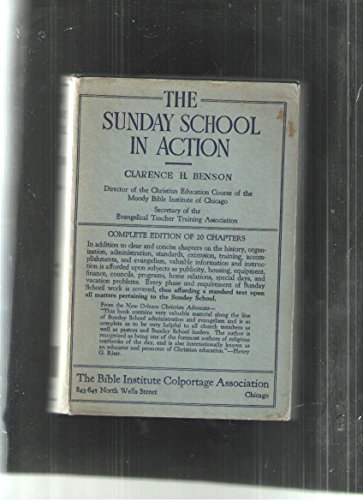 THE
SUNDAY SCHOOL
IN ACTION
CLARENCE H. BENSON
Director of the Christian Education Course of the
Moody Bible Institute of Chicago
Secretary of the
Evangelical Teacher Training Association
COMPLETE EDITION OF 20 CHAPTERS
In addition to clear and concise chapters on the history, organ-
ization, administration, standards, extension, training, accom-
plishments, and evangelism, valuable information and instruc-
tion is afforded upon subjects as publicity, housing, equipment,
finance, councils, programs, home relations, special days, and
vacation problems. Every phase and requirement of Sunday
School work is covered, thus affording a standard text upon
all matters pertaining to the Sunday School.
From the New Orleans Christian Advocate—
"This book contains very valuable material along the line
of Sunday School administration and evangelism and is so
complete as to be very helpful to all church members as
well as pastors and Sunday School leaders. The author is
recognized as being one of the foremost authors of religious
textbooks of the day, and is also internationally known as
an educator and promoter of Christian education."—Henry
G.
The Bible Institute Colportage Association
843-845 North Wells Street
Chicago